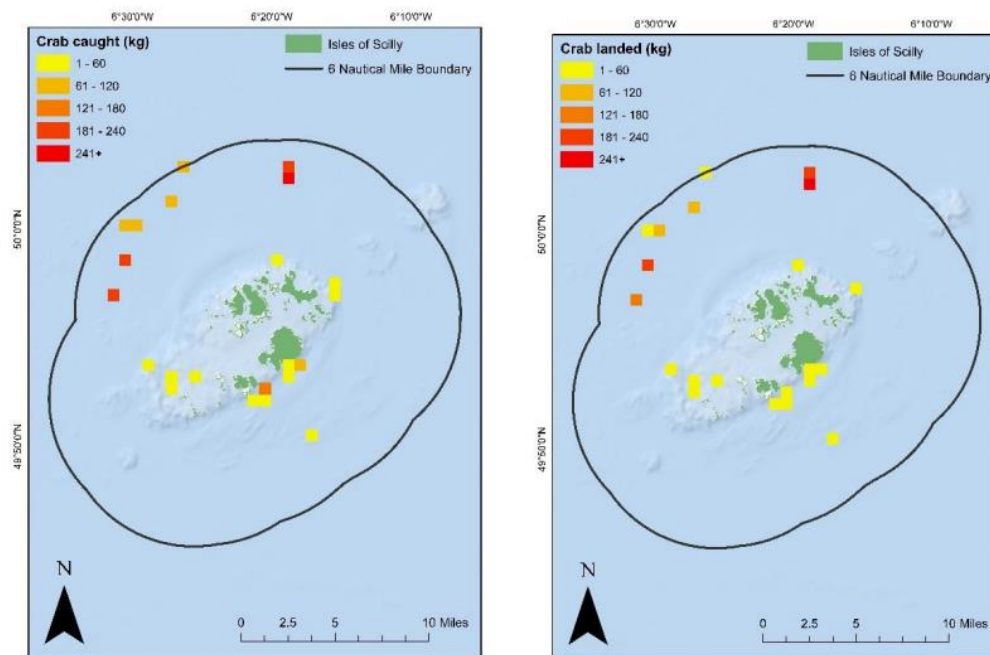 6°30'0"W 6°20'0"W 6°10'0"W
Crab caught (kg)
1 - 60
61 - 120
121 - 180
181 - 240
241+
Isles of Scilly
6 Nautical Mile Boundary
50°0'0"N
49°50'0"N
N
0 2.5 5 10 Miles
6°30'0"W 6°20'0"W 6°10'0"W
Crab landed (kg)
1 - 60
61 - 120
121 - 180
181 - 240
241+
Isles of Scilly
6 Nautical Mile Boundary
50°0'0"N
49°50'0"N
N
0 2.5 5 10 Miles